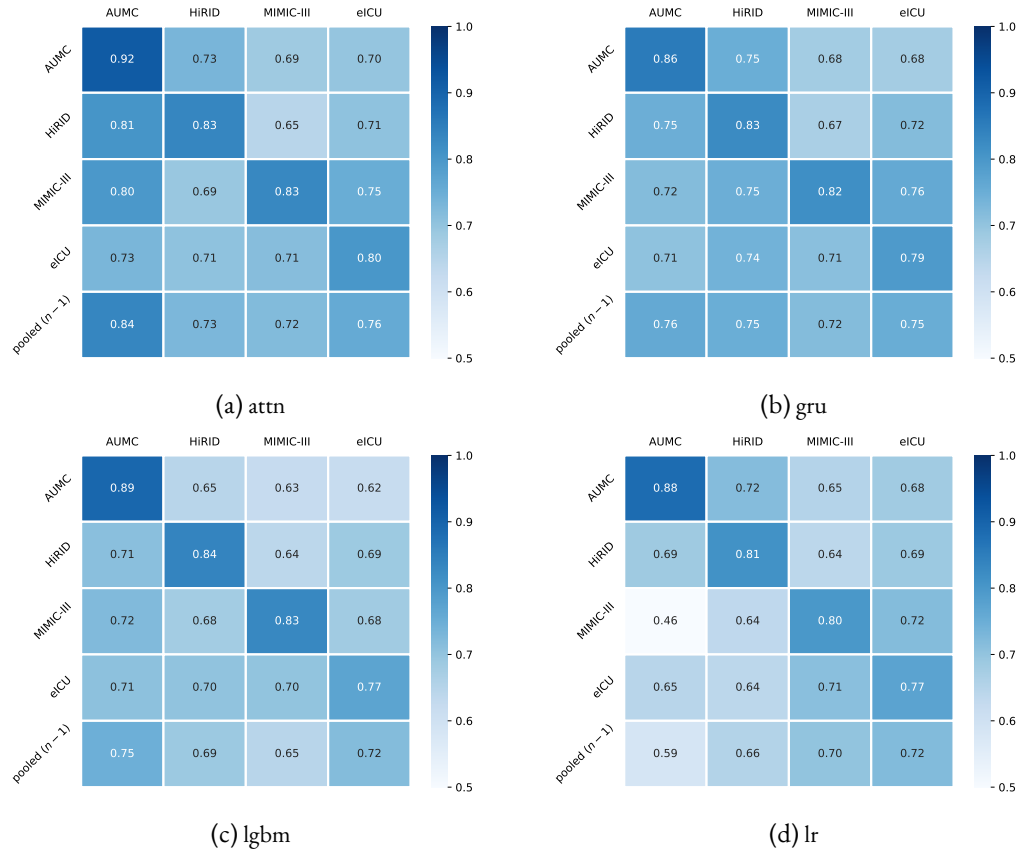 AUMC HiRID MIMIC-III eICU
AUMC 0.92 0.73 0.69 0.70
HiRID 0.81 0.83 0.65 0.71
MIMIC-III 0.80 0.69 0.83 0.75
eICU 0.73 0.71 0.71 0.80
pooled (n − 1) 0.84 0.73 0.72 0.76
1.0
0.9
0.8
0.7
0.6
0.5
(a) attn
AUMC HiRID MIMIC-III eICU
AUMC 0.86 0.75 0.68 0.68
HiRID 0.75 0.83 0.67 0.72
MIMIC-III 0.72 0.75 0.82 0.76
eICU 0.71 0.74 0.71 0.79
pooled (n − 1) 0.76 0.75 0.72 0.75
1.0
0.9
0.8
0.7
0.6
0.5
(b) gru
AUMC HiRID MIMIC-III eICU
AUMC 0.89 0.65 0.63 0.62
HiRID 0.71 0.84 0.64 0.69
MIMIC-III 0.72 0.68 0.83 0.68
eICU 0.71 0.70 0.70 0.77
pooled (n − 1) 0.75 0.69 0.65 0.72
1.0
0.9
0.8
0.7
0.6
0.5
(c) lgbm
AUMC HiRID MIMIC-III eICU
AUMC 0.88 0.72 0.65 0.68
HiRID 0.69 0.81 0.64 0.69
MIMIC-III 0.46 0.64 0.80 0.72
eICU 0.65 0.64 0.71 0.77
pooled (n − 1) 0.59 0.66 0.70 0.72
1.0
0.9
0.8
0.7
0.6
0.5
(d) lr